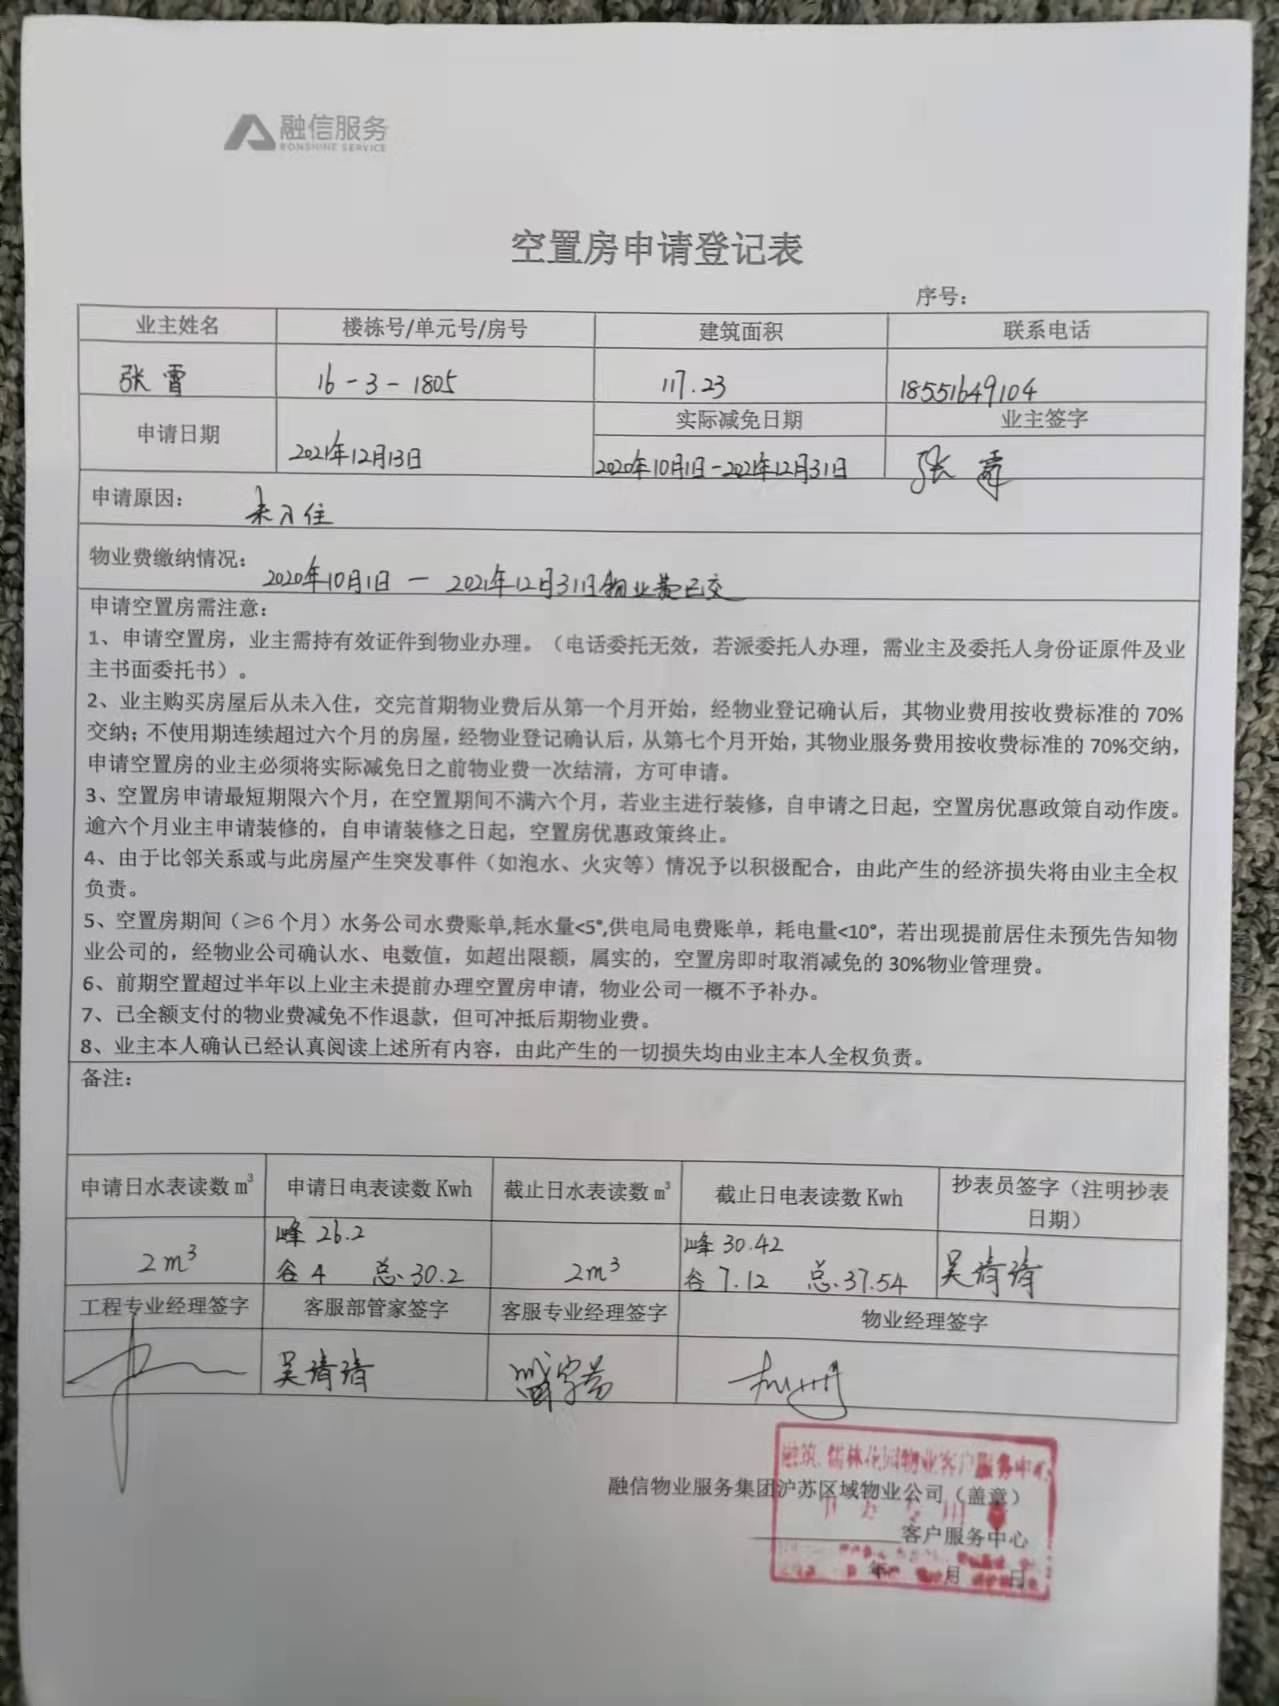 融信服务
RONSHINE SERVICE
空置房申请登记表
序号：
业主姓名 楼栋号/单元号/房号 建筑面积 联系电话
张雪 16-3-1805 117.23 18551649104
申请日期 2021年12月13日 实际减免日期 业主签字
2020年10月1日-2021年12月31日 张
申请原因： 未入住
物业费缴纳情况： 2020年10月1日 — 2021年12月31日物业费已交
申请空置房需注意：
1、申请空置房，业主需持有效证件到物业办理。（电话委托无效，若派委托人办理，需业主及委托人身份证原件及业
主书面委托书）。
2、业主购买房屋后从未入住，交完首期物业费后从第一个月开始，经物业登记确认后，其物业费用按收费标准的 70%
交纳；不使用期连续超过六个月的房屋，经物业登记确认后，从第七个月开始，其物业服务费用按收费标准的 70%交纳，
申请空置房的业主必须将实际减免日之前物业费一次结清，方可申请。
3、空置房申请最短期限六个月，在空置期间不满六个月，若业主进行装修，自申请之日起，空置房优惠政策自动作废。
逾六个月业主申请装修的，自申请装修之日起，空置房优惠政策终止。
4、由于比邻关系或与此房屋产生突发事件（如泡水、火灾等）情况予以积极配合，由此产生的经济损失将由业主全权
负责。
5、空置房期间（≥6 个月）水务公司水费账单,耗水量<5°,供电局电费账单，耗电量<10°，若出现提前居住未预先告知物
业公司的，经物业公司确认水、电数值，如超出限额，属实的，空置房即时取消减免的 30%物业管理费。
6、前期空置超过半年以上业主未提前办理空置房申请，物业公司一概不予补办。
7、已全额支付的物业费减免不作退款，但可冲抵后期物业费。
8、业主本人确认已经认真阅读上述所有内容，由此产生的一切损失均由业主本人全权负责。
备注：
申请日水表读数 m³ 申请日电表读数 Kwh 截止日水表读数 m³ 截止日电表读数 Kwh 抄表员签字（注明抄表
日期）
2m³ 峰 26.2 2m³ 峰 30.42 吴靖靖
谷 4 总.30.2 谷 7.12 总.37.54
工程专业经理签字 客服部管家签字 客服专业经理签字 物业经理签字
吴靖靖
融筑.儒林花园物业客户服务中心
融信物业服务集团沪苏区域物业公司（盖章）
客户服务中心
年 月 日